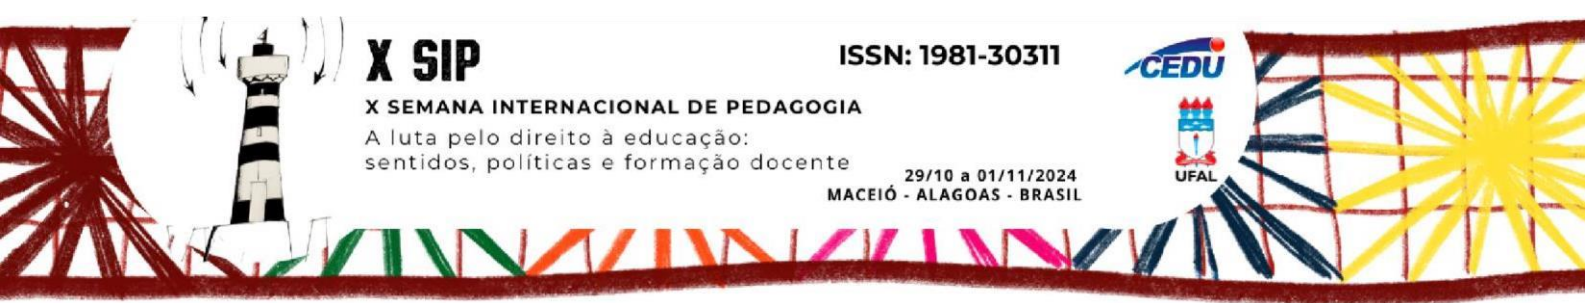 X SIP
ISSN: 1981-30311
X SEMANA INTERNACIONAL DE PEDAGOGIA
A luta pelo direito à educação:
sentidos, políticas e formação docente
29/10 a 01/11/2024
MACEIÓ - ALAGOAS - BRASIL
CEDU
UFAL